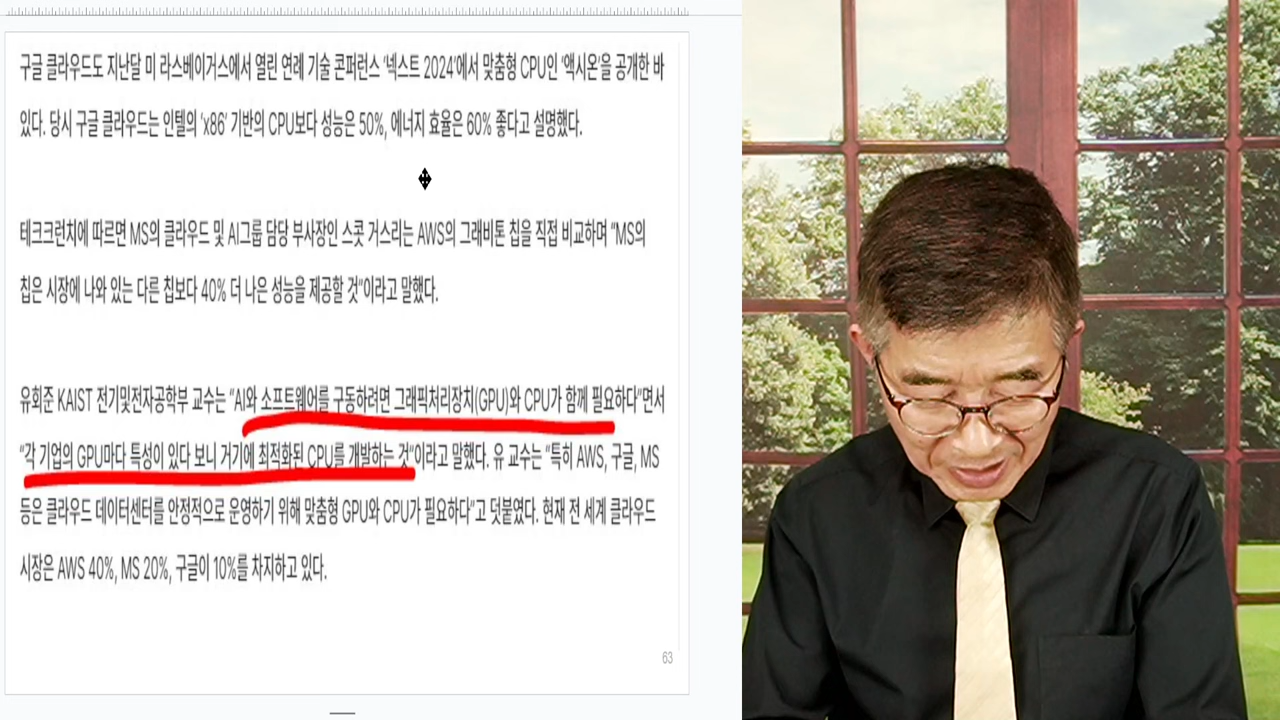 구글 클라우드도 지난달 미 라스베이거스에서 열린 연례 기술 콘퍼런스 '넥스트 2024'에서 맞춤형 CPU인 '액시온'을 공개한 바
있다. 당시 구글 클라우드는 인텔의 'x86' 기반의 CPU보다 성능은 50%, 에너지 효율은 60% 좋다고 설명했다.
테크크런치에 따르면 MS의 클라우드 및 AI그룹 담당 부사장인 스콧 거스리는 AWS의 그래비톤 칩을 직접 비교하며 "MS의
칩은 시장에 나와 있는 다른 칩보다 40% 더 나은 성능을 제공할 것"이라고 말했다.
유회준 KAIST 전기및전자공학부 교수는 "AI와 소프트웨어를 구동하려면 그래픽처리장치(GPU)와 CPU가 함께 필요하다"면서
"각 기업의 GPU마다 특성이 있다 보니 거기에 최적화된 CPU를 개발하는 것"이라고 말했다. 유 교수는 "특히 AWS, 구글, MS
등은 클라우드 데이터센터를 안정적으로 운영하기 위해 맞춤형 GPU와 CPU가 필요하다"고 덧붙였다. 현재 전 세계 클라우드
시장은 AWS 40%, MS 20%, 구글이 10%를 차지하고 있다.
63